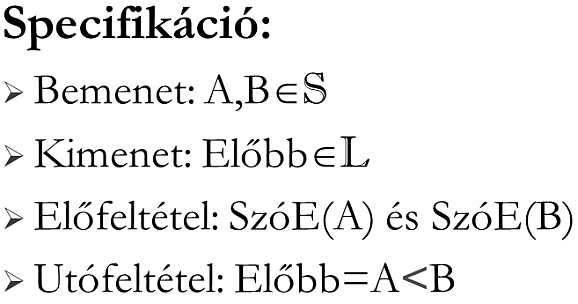 Specifikáció:
➢ Bemenet: A,B∈𝕊
➢ Kimenet: Előbb∈𝕃
➢ Előfeltétel: SzóE(A) és SzóE(B)
➢ Utófeltétel: Előbb=A<B